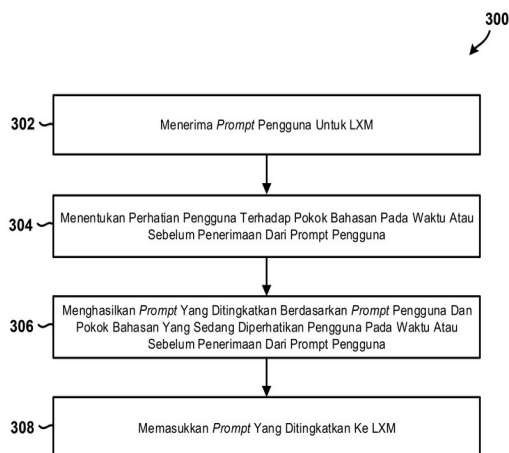 300
302
Menerima Prompt Pengguna Untuk LXM
304
Menentukan Perhatian Pengguna Terhadap Pokok Bahasan Pada Waktu Atau
Sebelum Penerimaan Dari Prompt Pengguna
306
Menghasilkan Prompt Yang Ditingkatkan Berdasarkan Prompt Pengguna Dan
Pokok Bahasan Yang Sedang Diperhatikan Pengguna Pada Waktu Atau
Sebelum Penerimaan Dari Prompt Pengguna
308
Memasukkan Prompt Yang Ditingkatkan Ke LXM